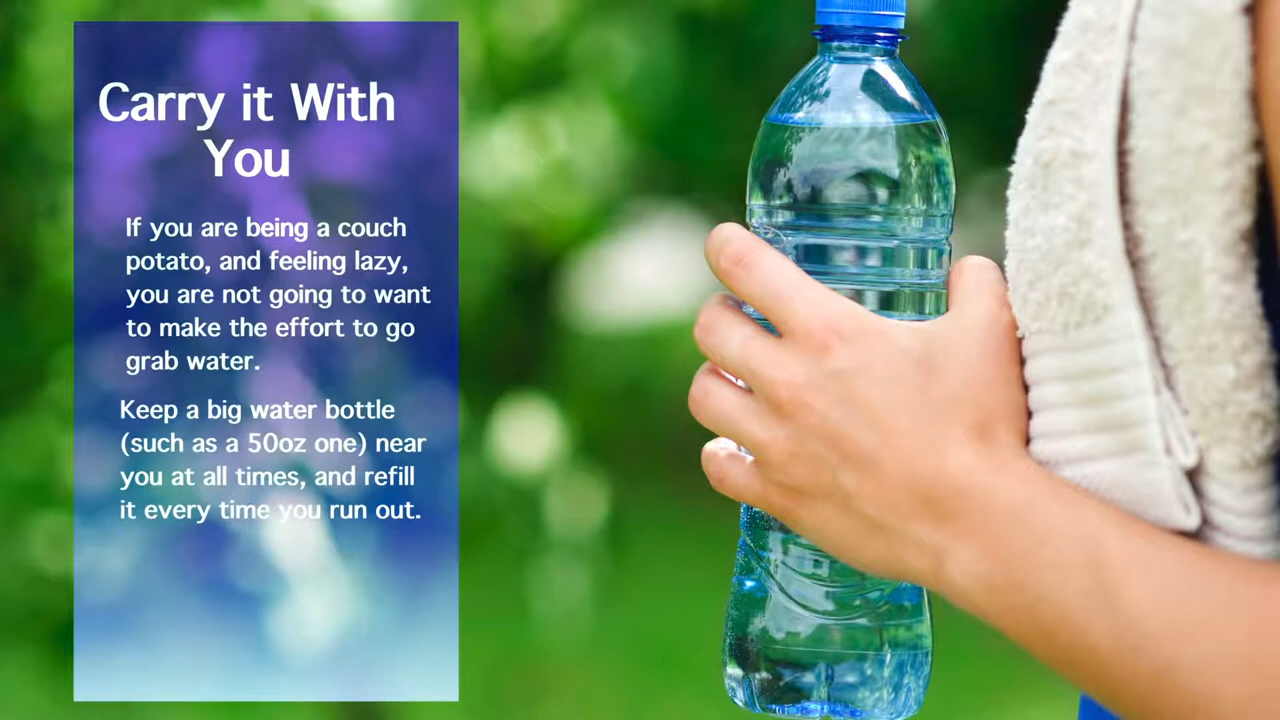 Carry it With
You
If you are being a couch
potato, and feeling lazy,
you are not going to want
to make the effort to go
grab water.
Keep a big water bottle
(such as a 50oz one) near
you at all times, and refill
it every time you run out.